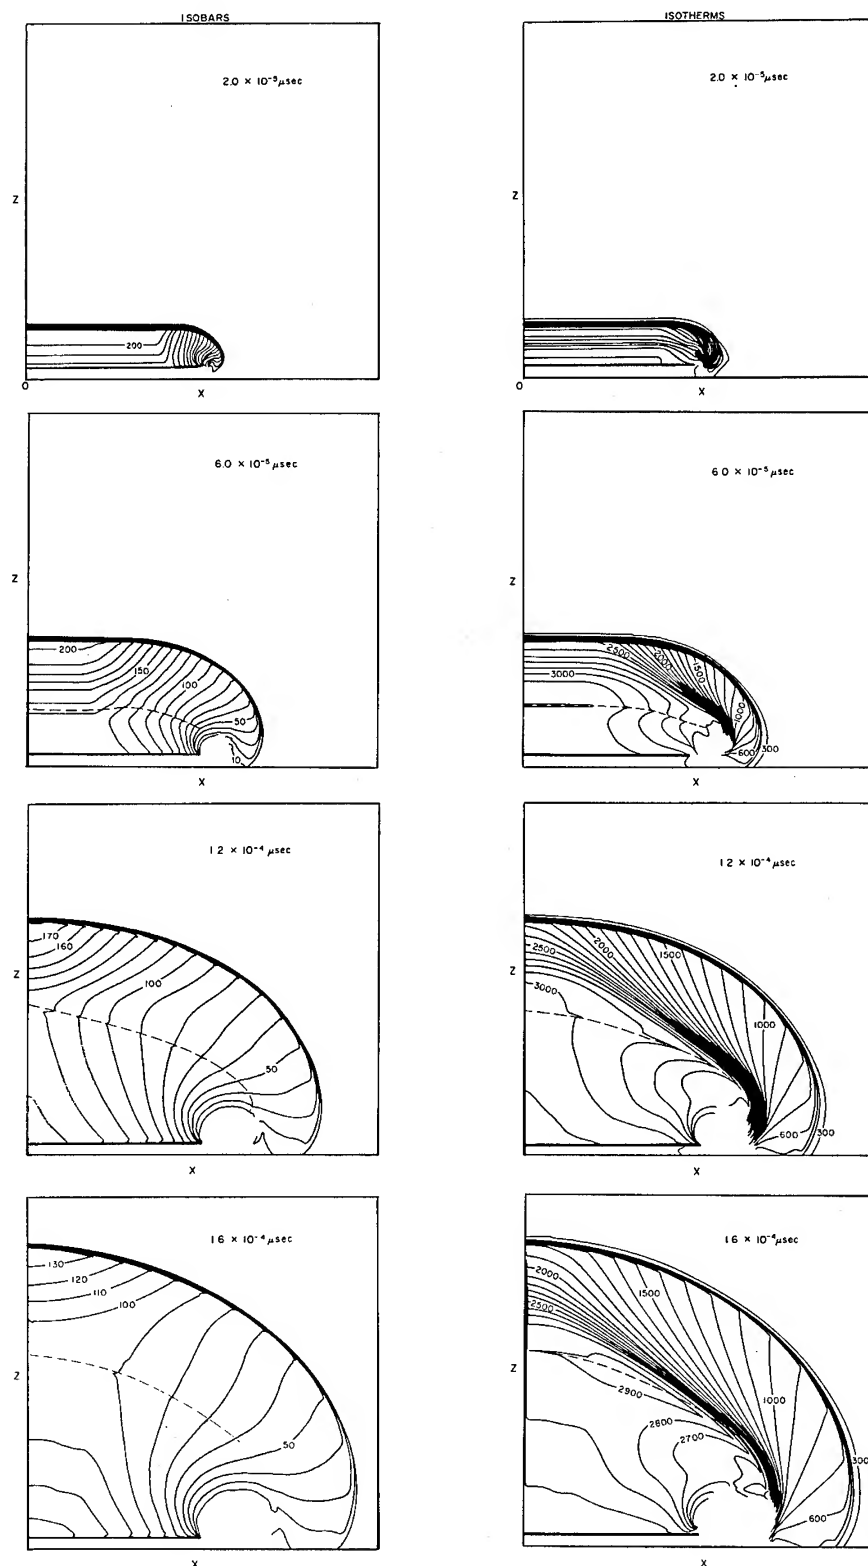 ISOBARS
2.0 × 10⁻⁵ μsec
Z
200
0
X
ISOTHERMS
2.0 × 10⁻⁵ μsec
Z
0
X
6.0 × 10⁻⁵ μsec
Z
200
150
100
50
10
X
6.0 × 10⁻⁵ μsec
Z
2500
2000
1500
3000
1000
600
300
X
1.2 × 10⁻⁴ μsec
170
160
Z
100
50
X
1.2 × 10⁻⁴ μsec
2000
2500
1500
Z
3000
1000
600
300
X
1.6 × 10⁻⁴ μsec
130
120
110
100
Z
50
X
1.6 × 10⁻⁴ μsec
2000
1500
2500
Z
2900
1000
2800
2700
300
600
X